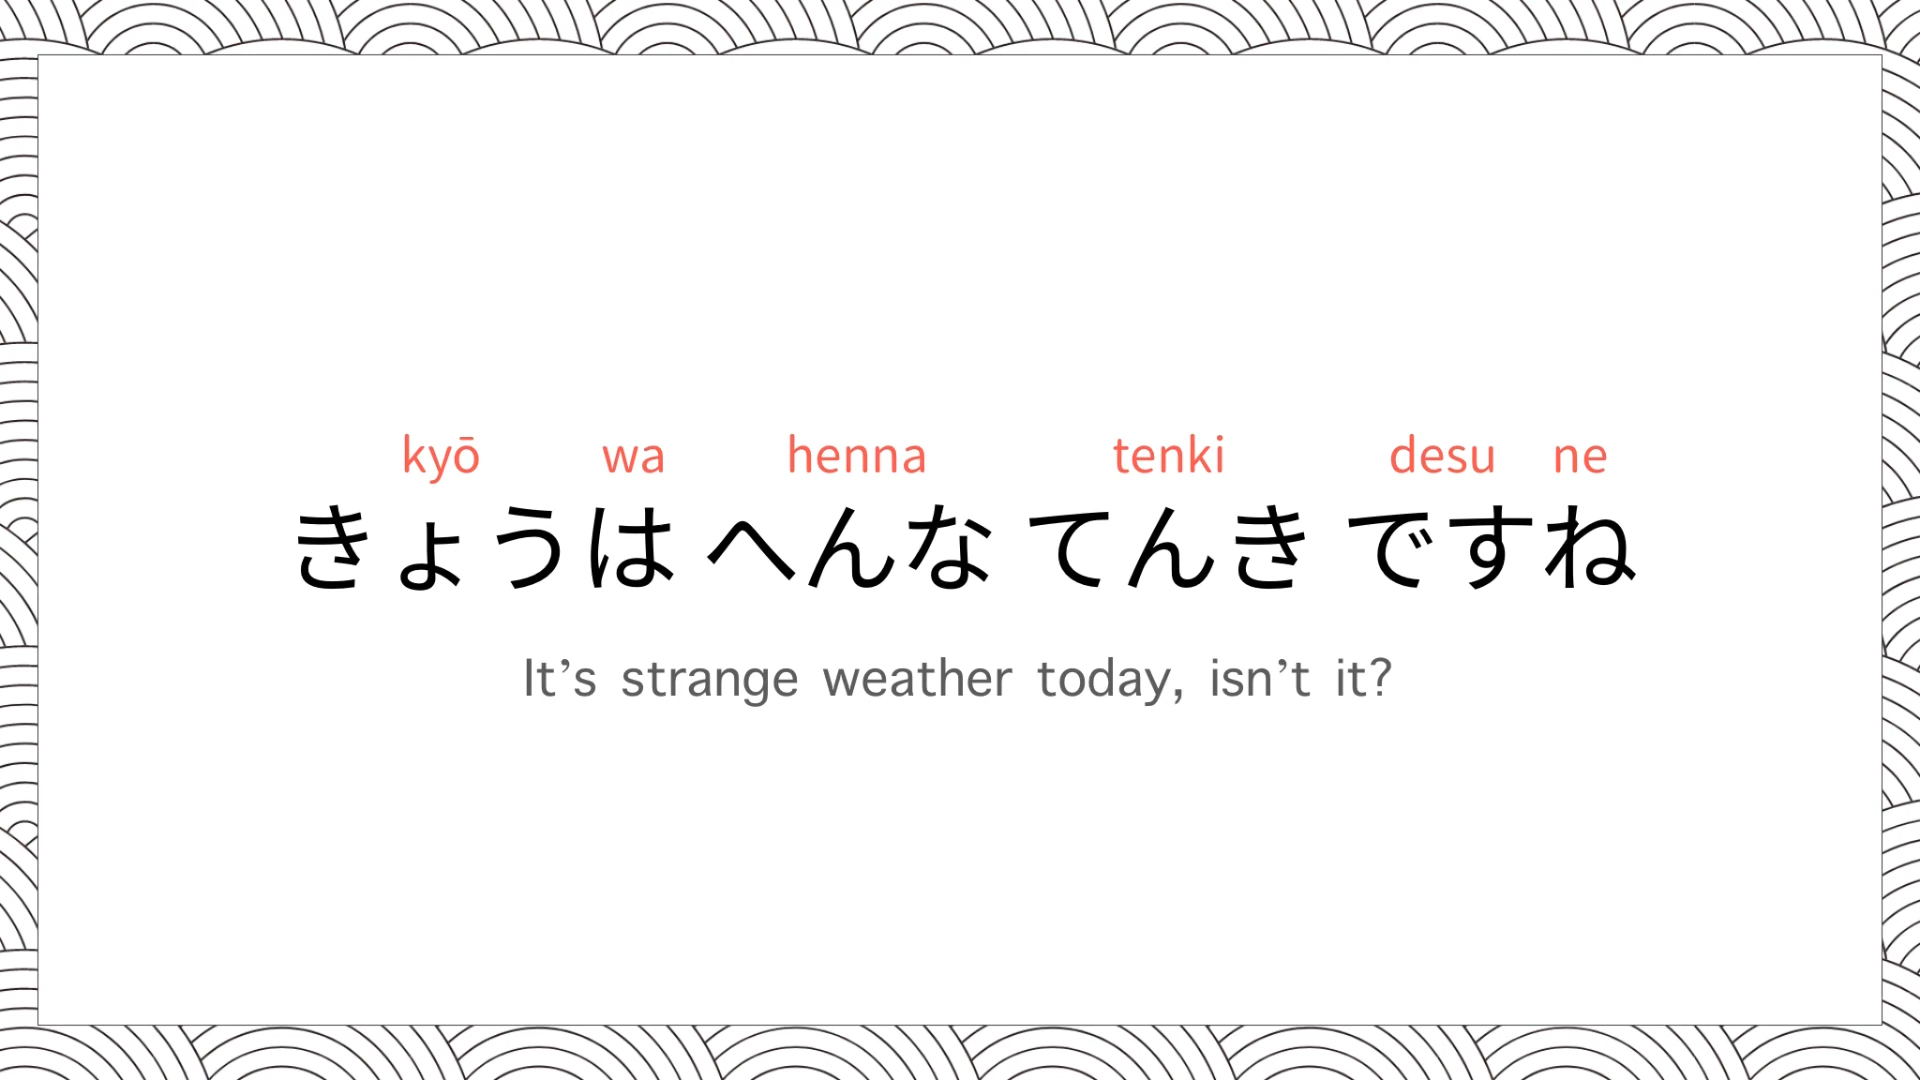 kyō wa henna tenki desu ne
きょうは へんな てんき ですね
It’s strange weather today, isn’t it?